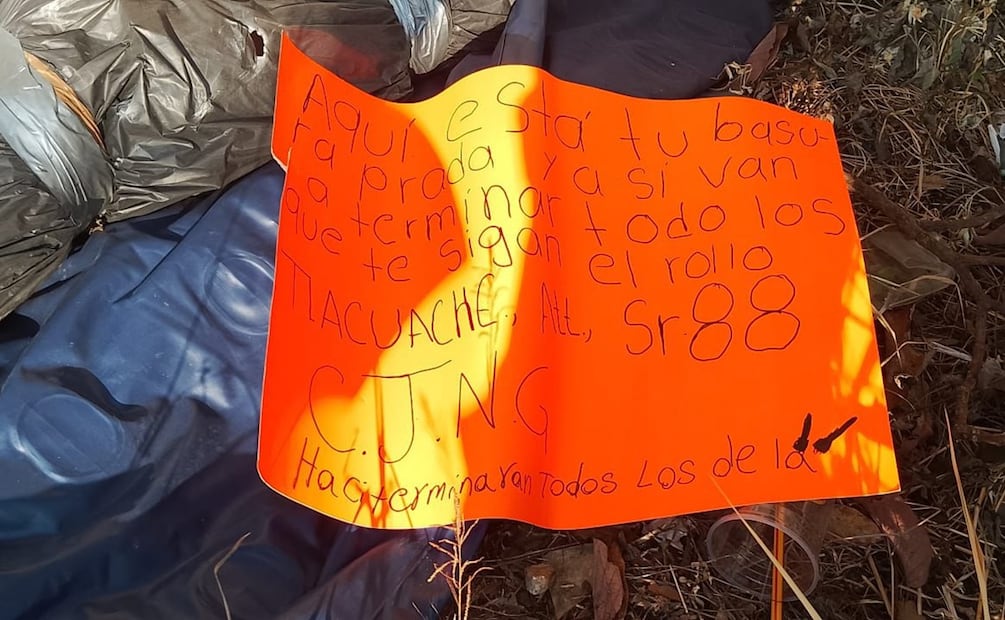 Aquí está tu basu-
ra prada y a si van
a terminar todo los
que te sigan el rollo
TLACUACHE., Att., Sr. 88
C.J.N.G
Haci terminaran Todos Los de la